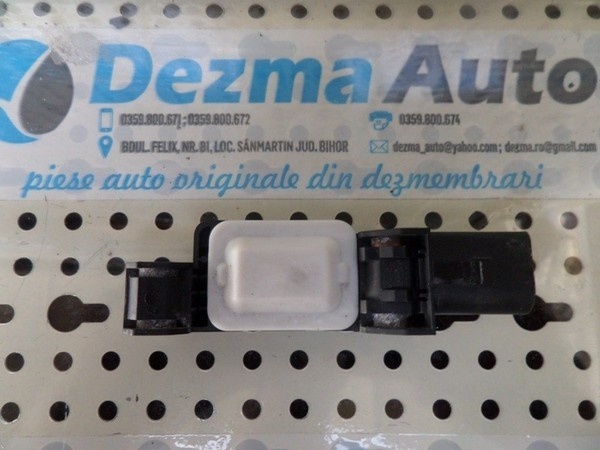 Dezma Auto
0359.800.671 ; 0359.800.672
0359.800.674
BDUL. FELIX, NR. 81, LOC. SÂNMARTIN JUD. BIHOR
dezma_auto@yahoo.com ; dezma.ro@gmail.com
piese auto originale din dezmembrari